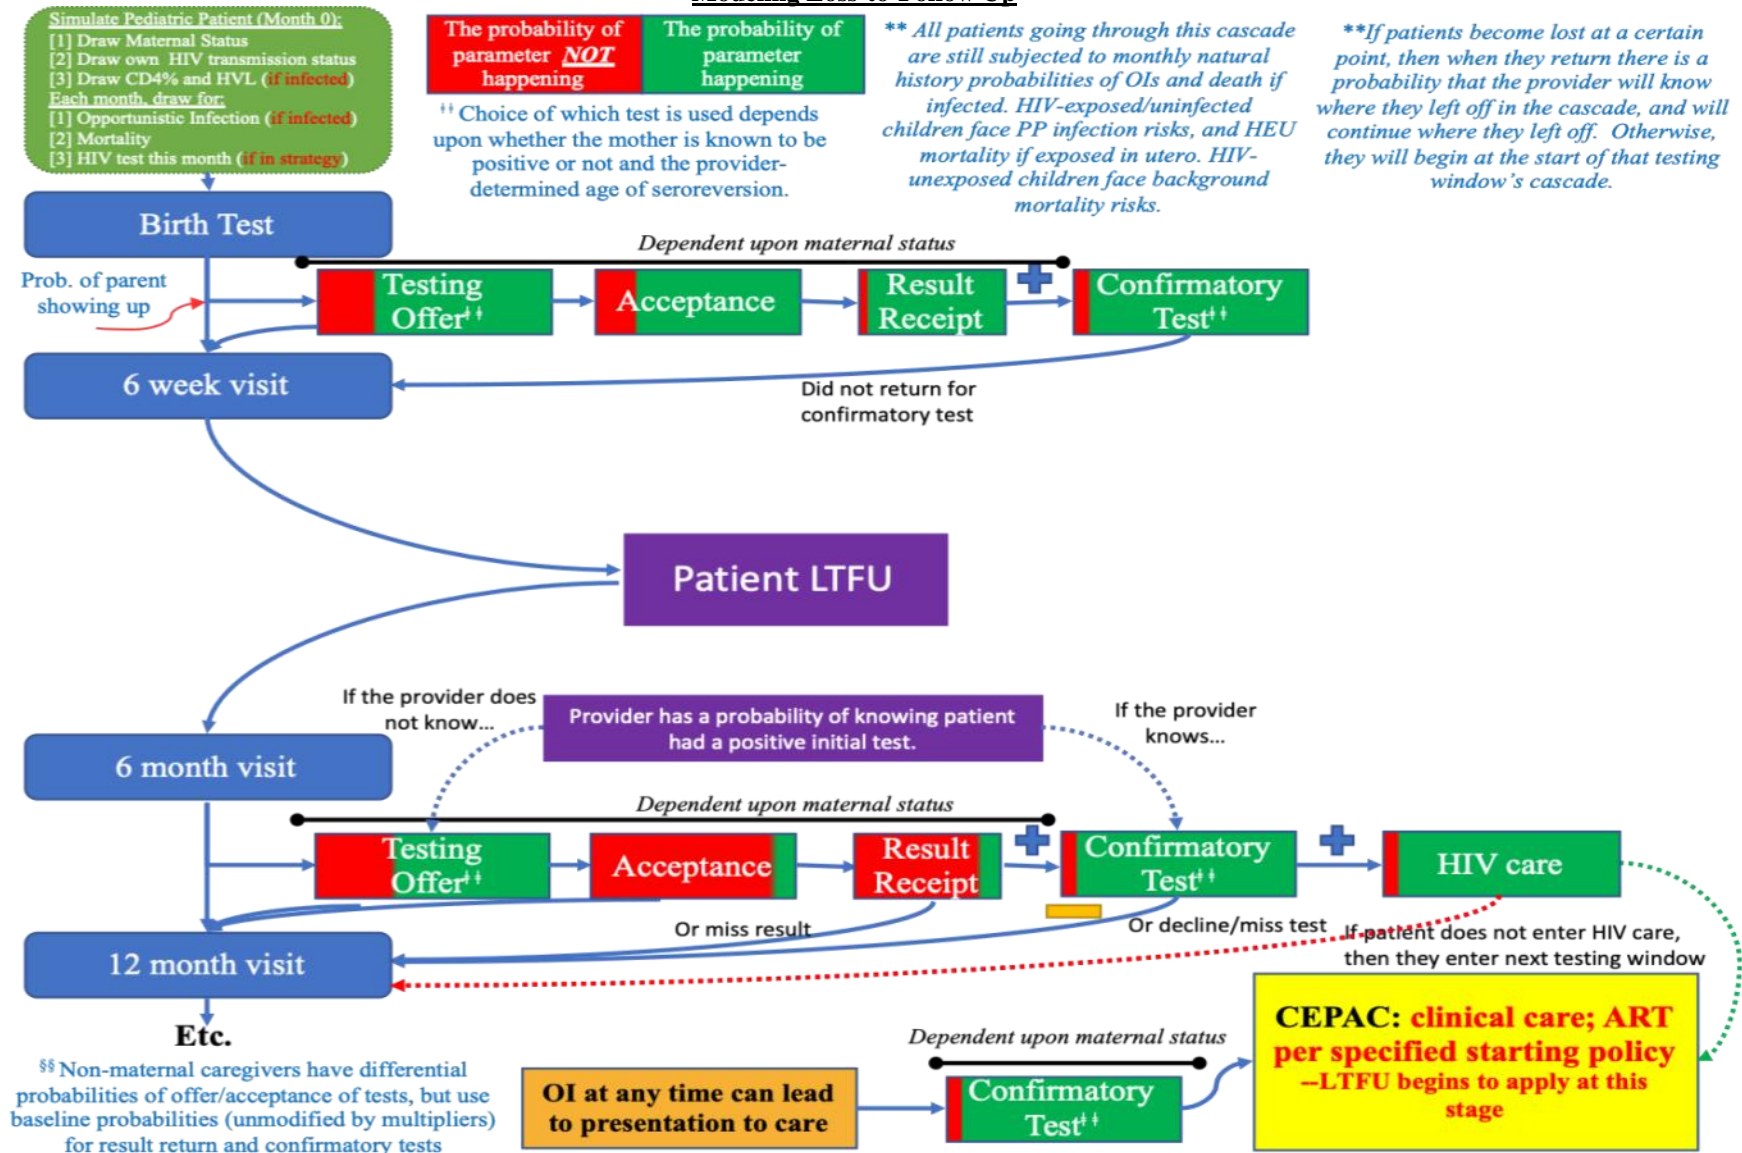 Modeling Loss-to-Follow Up
Simulate Pediatric Patient (Month 0):
[1] Draw Maternal Status
[2] Draw own HIV transmission status
[3] Draw CD4% and HVL (if infected)
Each month, draw for:
[1] Opportunistic Infection (if infected)
[2] Mortality
[3] HIV test this month (if in strategy)
The probability of
parameter NOT
happening
The probability of
parameter
happening
‡‡ Choice of which test is used depends
upon whether the mother is known to be
positive or not and the provider-
determined age of seroreversion.
** All patients going through this cascade
are still subjected to monthly natural
history probabilities of OIs and death if
infected. HIV-exposed/uninfected
children face PP infection risks, and HEU
mortality if exposed in utero. HIV-
unexposed children face background
mortality risks.
**If patients become lost at a certain
point, then when they return there is a
probability that the provider will know
where they left off in the cascade, and will
continue where they left off. Otherwise,
they will begin at the start of that testing
window's cascade.
Birth Test
Dependent upon maternal status
Prob. of parent
showing up
Testing
Offer‡‡
Acceptance
Result
Receipt
Confirmatory
Test‡‡
6 week visit
Did not return for
confirmatory test
Patient LTFU
If the provider does
not know...
Provider has a probability of knowing patient
had a positive initial test.
If the provider
knows...
6 month visit
Dependent upon maternal status
Testing
Offer‡‡
Acceptance
Result
Receipt
Confirmatory
Test‡‡
HIV care
Or miss result
Or decline/miss test
If patient does not enter HIV care,
then they enter next testing window
12 month visit
Etc.
§§ Non-maternal caregivers have differential
probabilities of offer/acceptance of tests, but use
baseline probabilities (unmodified by multipliers)
for result return and confirmatory tests
OI at any time can lead
to presentation to care
Dependent upon maternal status
Confirmatory
Test‡‡
CEPAC: clinical care; ART
per specified starting policy
--LTFU begins to apply at this
stage